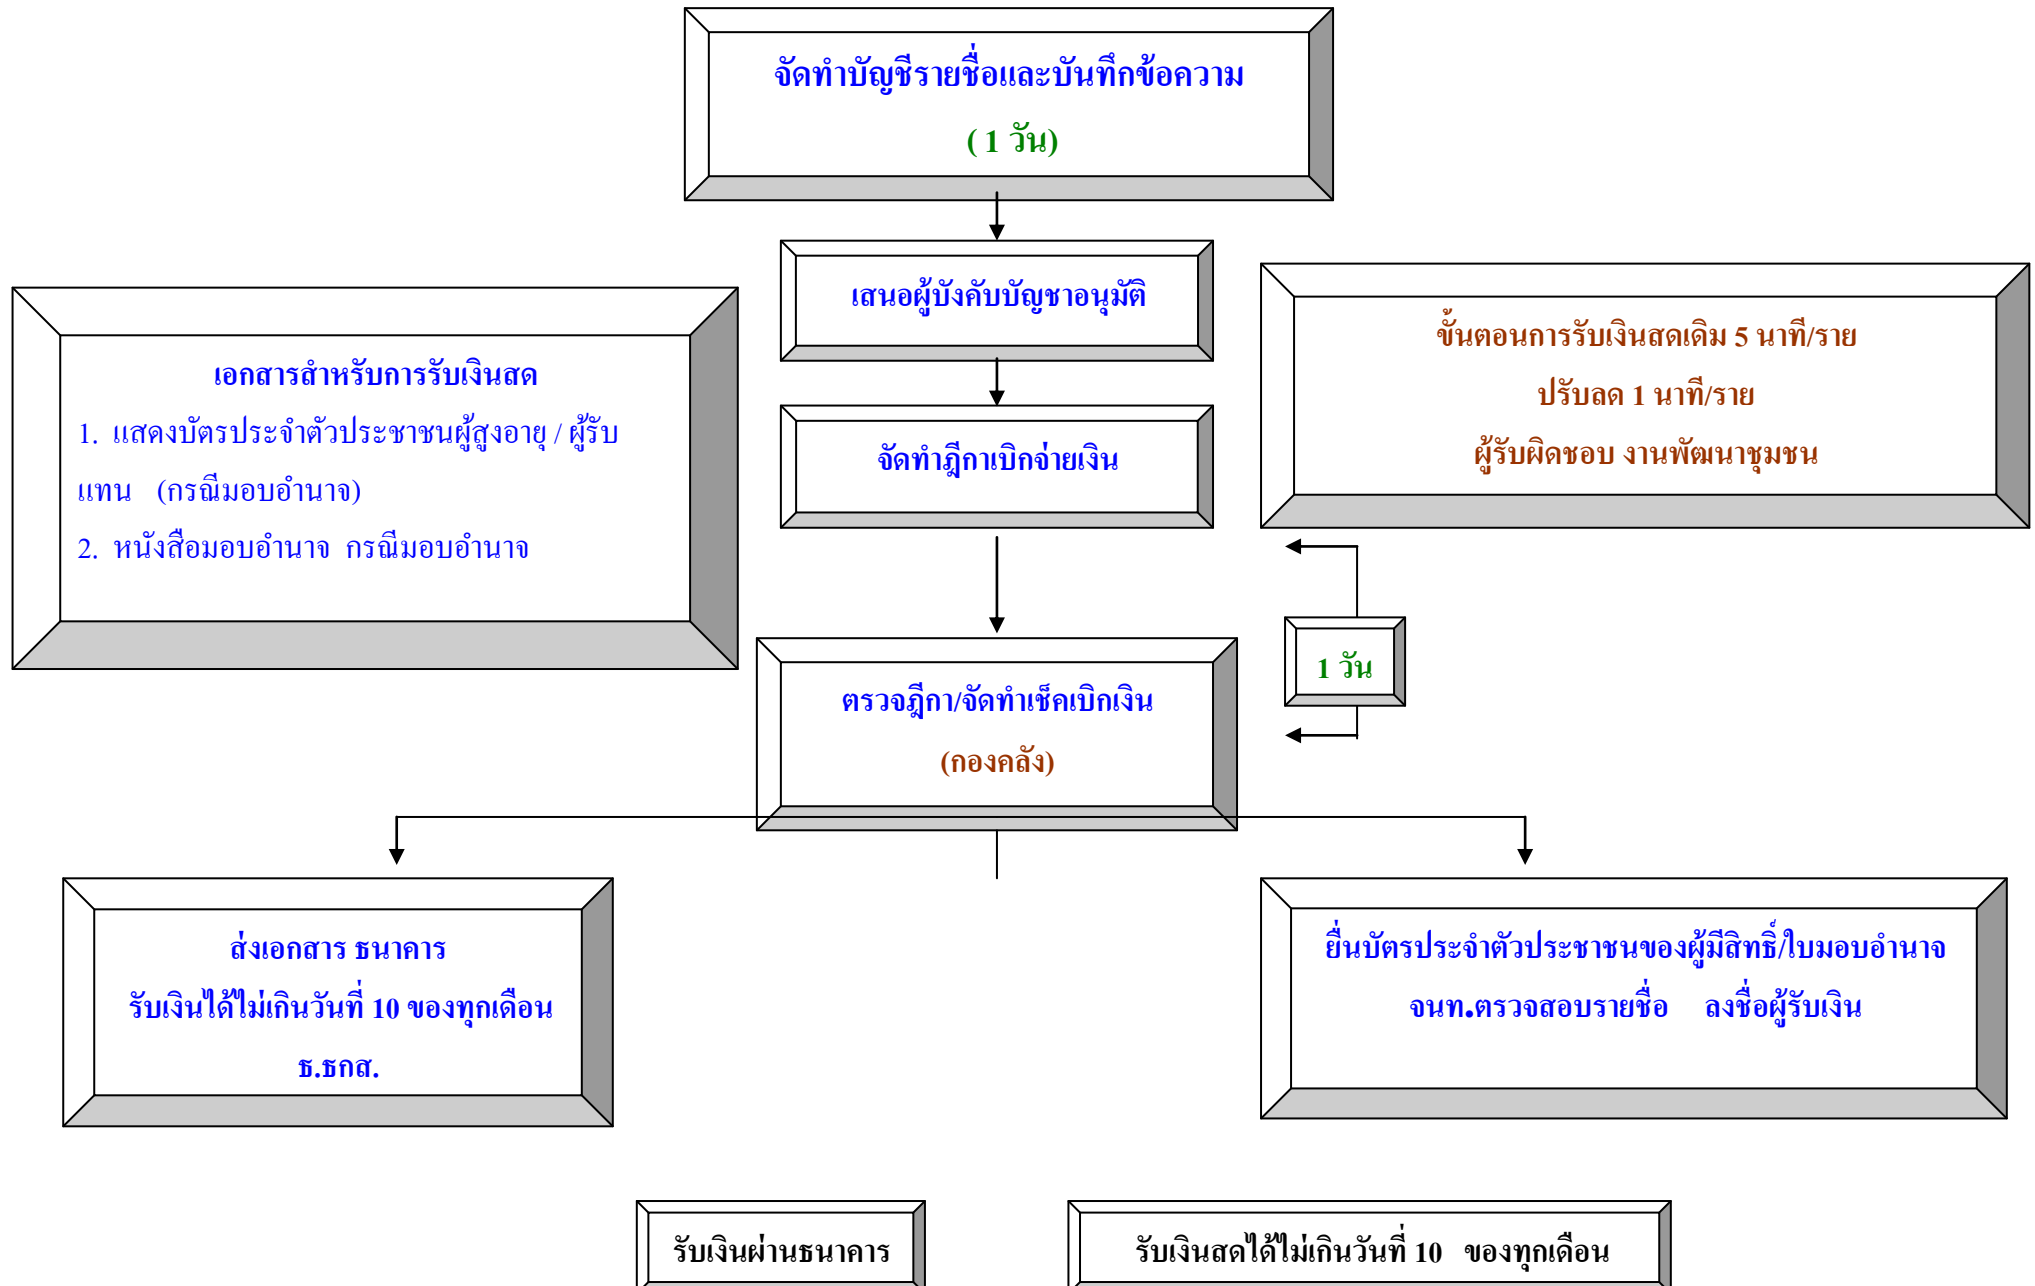 จัดทำบัญชีรายชื่อและบันทึกข้อความ
( 1 วัน)
เสนอผู้บังคับบัญชาอนุมัติ
เอกสารสำหรับการรับเงินสด
1. แสดงบัตรประจำตัวประชาชนผู้สูงอายุ / ผู้รับ
แทน (กรณีมอบอำนาจ)
2. หนังสือมอบอำนาจ กรณีมอบอำนาจ
ขั้นตอนการรับเงินสดเดิม 5 นาที/ราย
ปรับลด 1 นาที/ราย
ผู้รับผิดชอบ งานพัฒนาชุมชน
จัดทำฎีกาเบิกจ่ายเงิน
1 วัน
ตรวจฎีกา/จัดทำเช็คเบิกเงิน
(กองคลัง)
ส่งเอกสาร ธนาคาร
รับเงินได้ไม่เกินวันที่ 10 ของทุกเดือน
ธ.ธกส.
ยื่นบัตรประจำตัวประชาชนของผู้มีสิทธิ์/ใบมอบอำนาจ
จนท.ตรวจสอบรายชื่อ ลงชื่อผู้รับเงิน
รับเงินผ่านธนาคาร
รับเงินสดได้ไม่เกินวันที่ 10 ของทุกเดือน